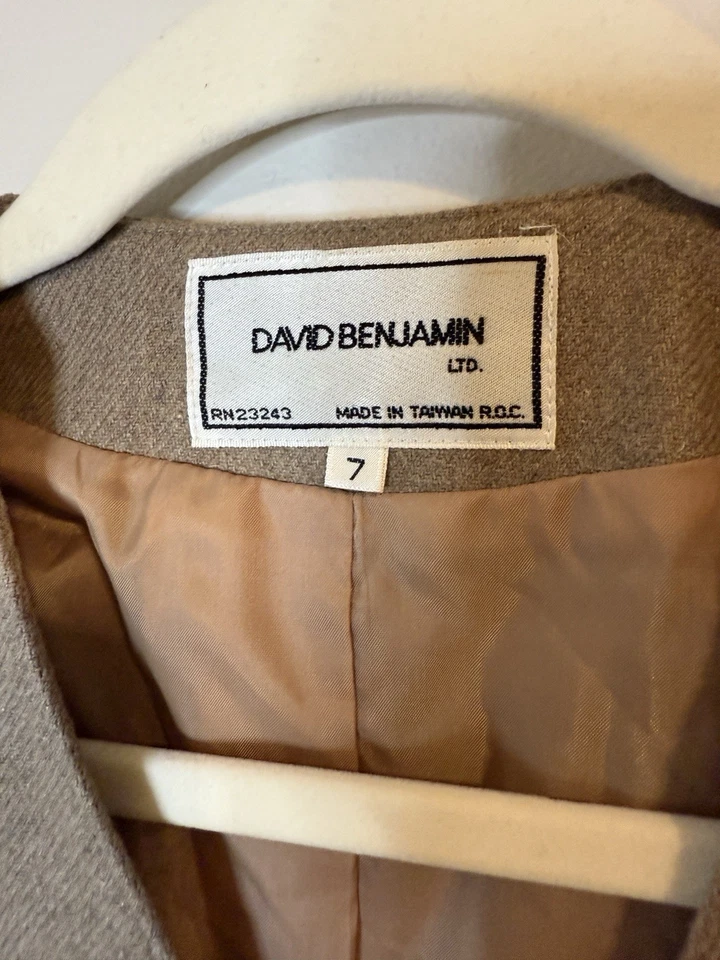 DAVID BENJAMIN
LTD.
RN23243 MADE IN TAIWAN R.O.C.
7